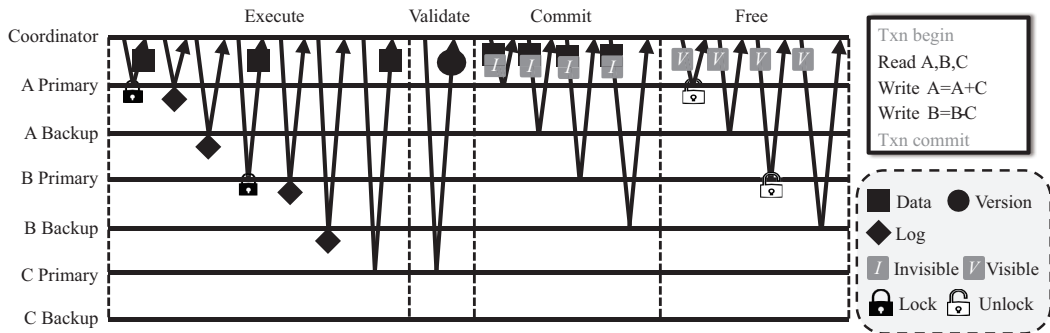 Execute Validate Commit Free
Coordinator
A Primary
A Backup
B Primary
B Backup
C Primary
C Backup
I I I I
V V V V
Txn begin
Read A,B,C
Write A=A+C
Write B=B-C
Txn commit
Data Version
Log
I Invisible V Visible
Lock Unlock